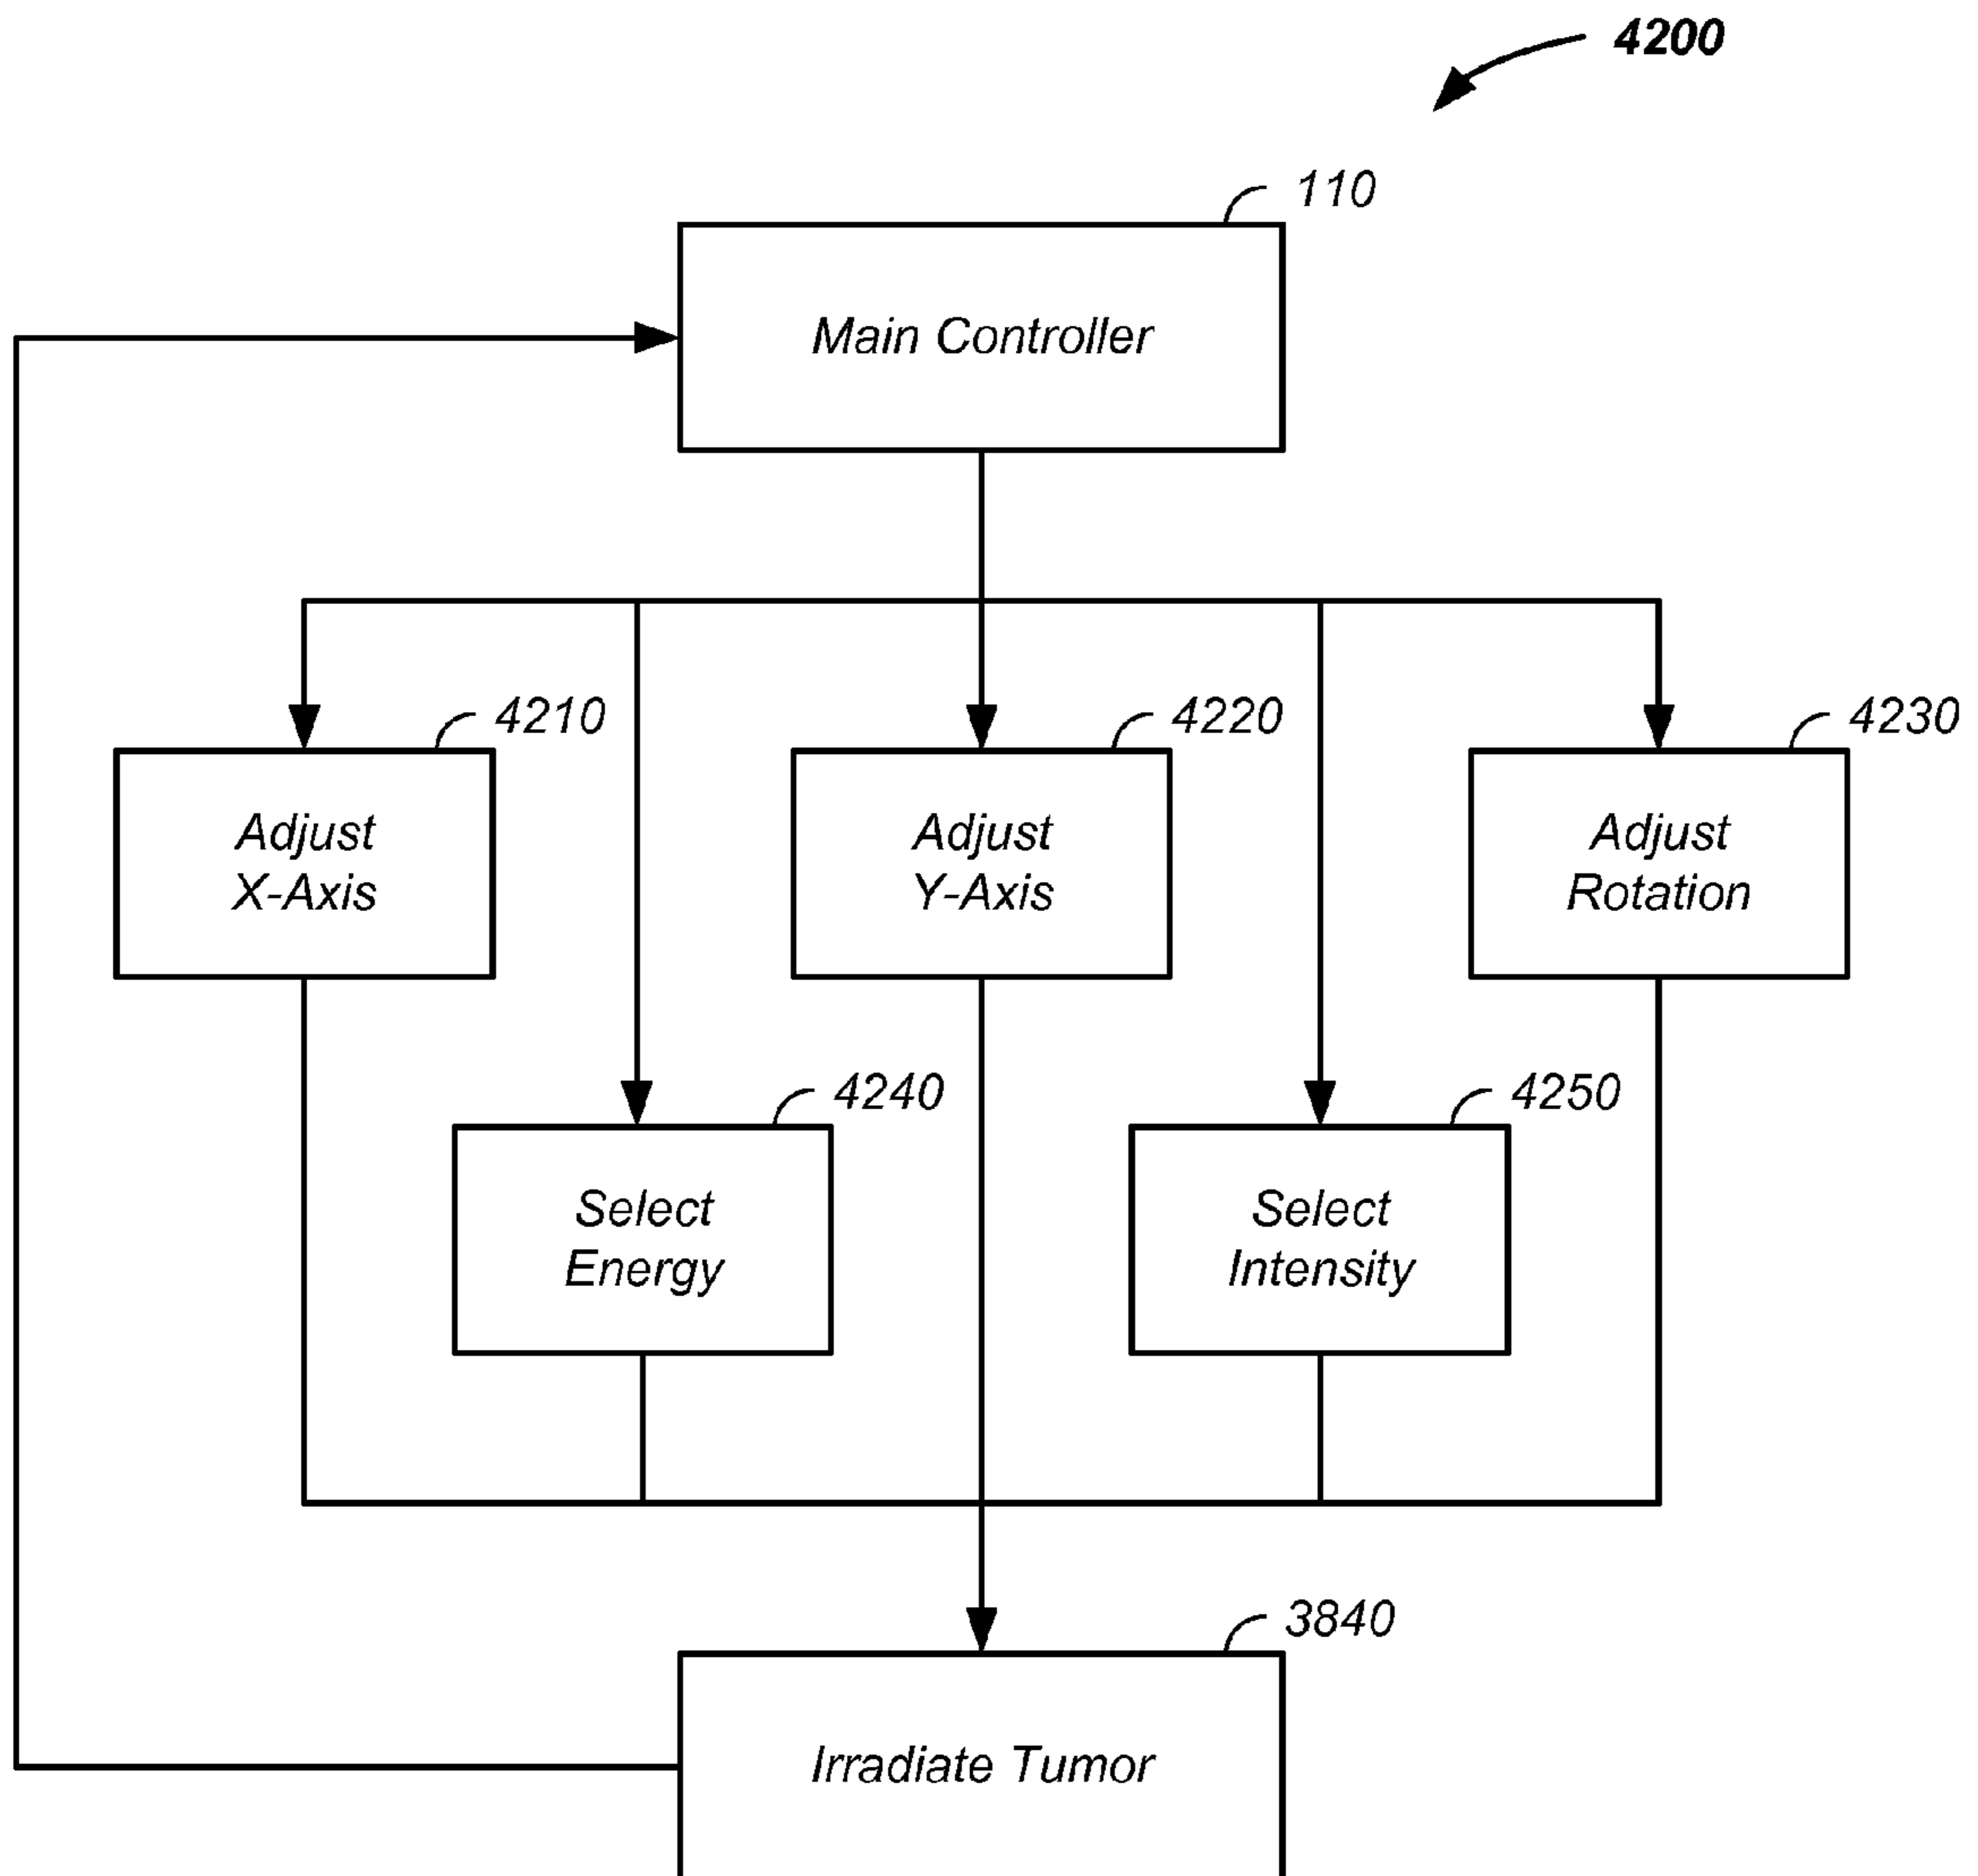 4200
110
Main Controller
4210
4220
4230
Adjust
X-Axis
Adjust
Y-Axis
Adjust
Rotation
4240
4250
Select
Energy
Select
Intensity
3840
Irradiate Tumor